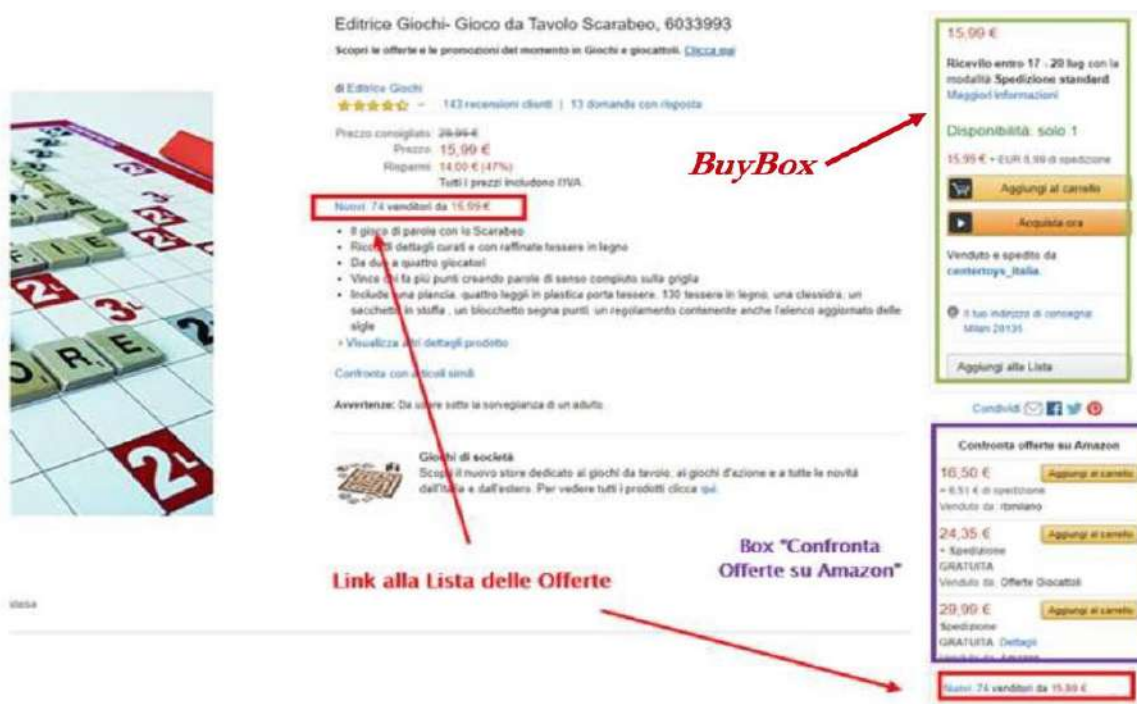 Editrice Giochi- Gioco da Tavolo Scarabeo, 6033993
Scopri le offerte e le promozioni del momento in Giochi e giocattoli. Clicca qui
di Editrice Giochi
143 recensioni clienti | 13 domande con risposta
Prezzo consigliato: 29,99 €
Prezzo: 15,99 €
Risparmi: 14,00 € (47%)
Tutti i prezzi includono l'IVA.
Nuovi: 74 venditori da 15,99 €
• Il gioco di parole con lo Scarabeo
• di dettagli curati e con raffinate tessere in legno
• Da due a quattro giocatori
• Vince chi fa più punti creando parole di senso compiuto sulla griglia
• Include una plancia, quattro leggii in plastica porta tessere, 130 tessere in legno, una clessidra, un
sacchetto in stoffa , un blocchetto segna punti, un regolamento contenente anche l'elenco aggiornato delle
sigle
› Visualizza altri dettagli prodotto
Confronta con articoli simili
Avvertenze: Da usare sotto la sorveglianza di un adulto
Giochi di società
Scopri il nuovo store dedicato ai giochi da tavolo, ai giochi d'azione e a tutte le novità
dall'Italia e dall'estero. Per vedere tutti i prodotti clicca qui.
BuyBox
Box "Confronta
Offerte su Amazon"
Link alla Lista delle Offerte
15,99 €
Ricevilo entro 17 - 20 lug con la
modalità Spedizione standard
Maggiori informazioni
Disponibilità: solo 1
15,99 € + EUR di spedizione
Aggiungi al carrello
Acquista ora
Venduto e spedito da
centertoys_italia.
Il tuo indirizzo di consegna:
Milan 20135
Aggiungi alla Lista
Condividi
Confronta offerte su Amazon
16,50 €
Aggiungi al carrello
+ 6,51 € di spedizione
Venduto da: rbmilano
24,35 €
Aggiungi al carrello
+ Spedizione
GRATUITA
Venduto da: Offerte Giocattoli
29,99 €
Aggiungi al carrello
Spedizione
GRATUITA. Dettagli
Venduto da: Amazon
Nuovi: 74 venditori da 15,99 €